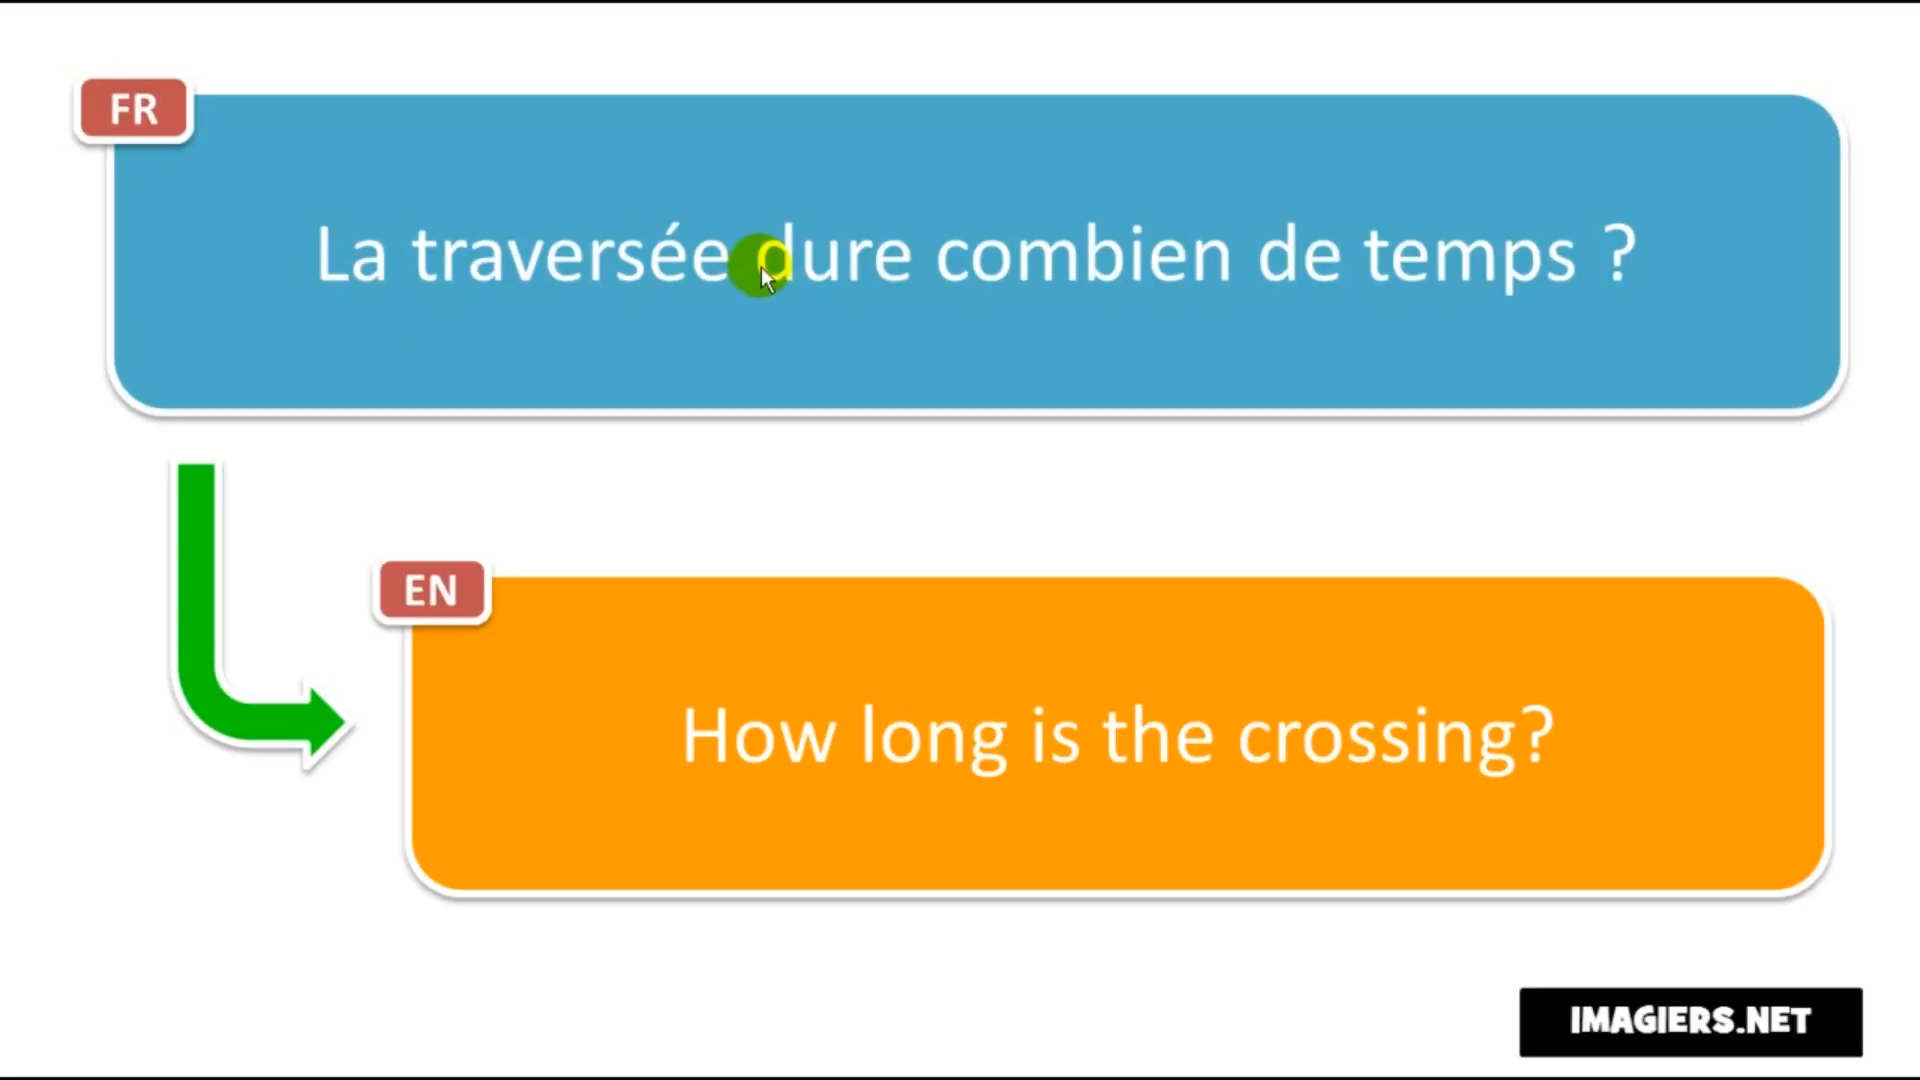 FR
La traversée dure combien de temps ?
EN
How long is the crossing?
IMAGIERS.NET